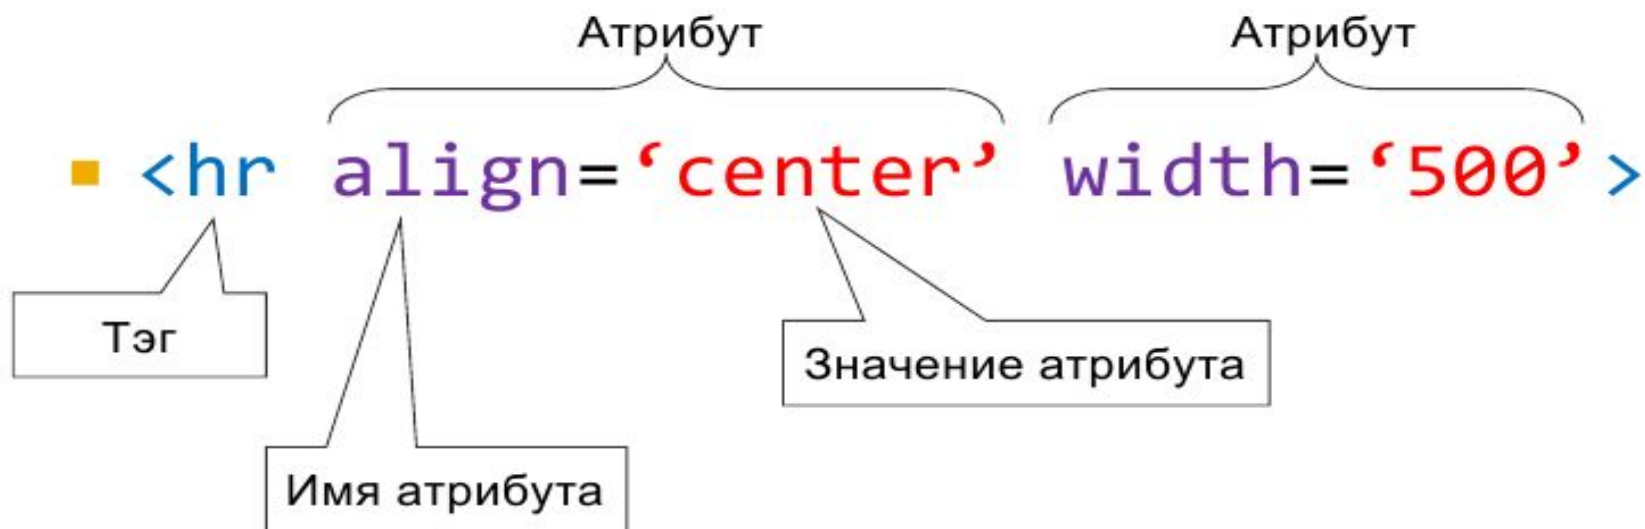 Атрибут Атрибут
<hr align=‘center’ width=‘500’>
Тэг
Значение атрибута
Имя атрибута